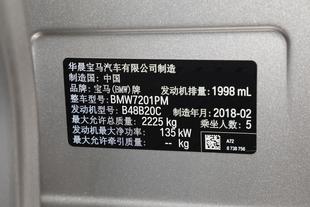 华晨宝马汽车有限公司制造
制造国：中国
品牌：宝马(BMW)牌 发动机排量：1998 mL
整车型号：BMW7201PM
发动机型号：B48B20C 制造年月：2018-02
最大允许总质量：2225 kg 乘坐人数：5
发动机最大净功率：135 kW
最大允许牵引质量：-- kg
A72